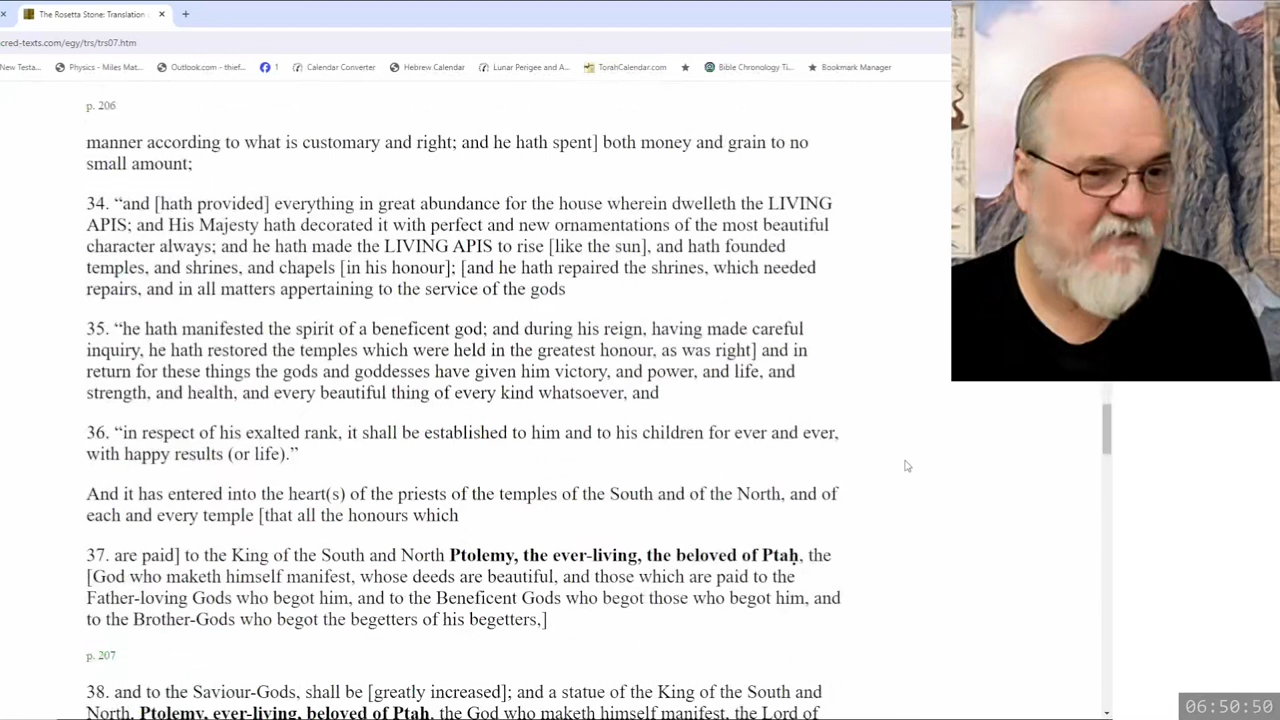 The Rosetta Stone: Translation
cred-texts.com/egy/trs/trs07.htm
New Testa... Physics - Miles Mat... Outlook.com - thief... 1 Calendar Converter Hebrew Calendar Lunar Perigee and A... TorahCalendar.com Bible Chronology Ti... Bookmark Manager
p. 206
manner according to what is customary and right; and he hath spent] both money and grain to no
small amount;
34. “and [hath provided] everything in great abundance for the house wherein dwelleth the LIVING
APIS; and His Majesty hath decorated it with perfect and new ornamentations of the most beautiful
character always; and he hath made the LIVING APIS to rise [like the sun], and hath founded
temples, and shrines, and chapels [in his honour]; [and he hath repaired the shrines, which needed
repairs, and in all matters appertaining to the service of the gods
35. “he hath manifested the spirit of a beneficent god; and during his reign, having made careful
inquiry, he hath restored the temples which were held in the greatest honour, as was right] and in
return for these things the gods and goddesses have given him victory, and power, and life, and
strength, and health, and every beautiful thing of every kind whatsoever, and
36. “in respect of his exalted rank, it shall be established to him and to his children for ever and ever,
with happy results (or life).”
And it has entered into the heart(s) of the priests of the temples of the South and of the North, and of
each and every temple [that all the honours which
37. are paid] to the King of the South and North Ptolemy, the ever-living, the beloved of Ptaḥ, the
[God who maketh himself manifest, whose deeds are beautiful, and those which are paid to the
Father-loving Gods who begot him, and to the Beneficent Gods who begot those who begot him, and
to the Brother-Gods who begot the begetters of his begetters,]
p. 207
38. and to the Saviour-Gods, shall be [greatly increased]; and a statue of the King of the South and
North, Ptolemy, ever-living, beloved of Ptah, the God who maketh himself manifest, the Lord of
06:50:50